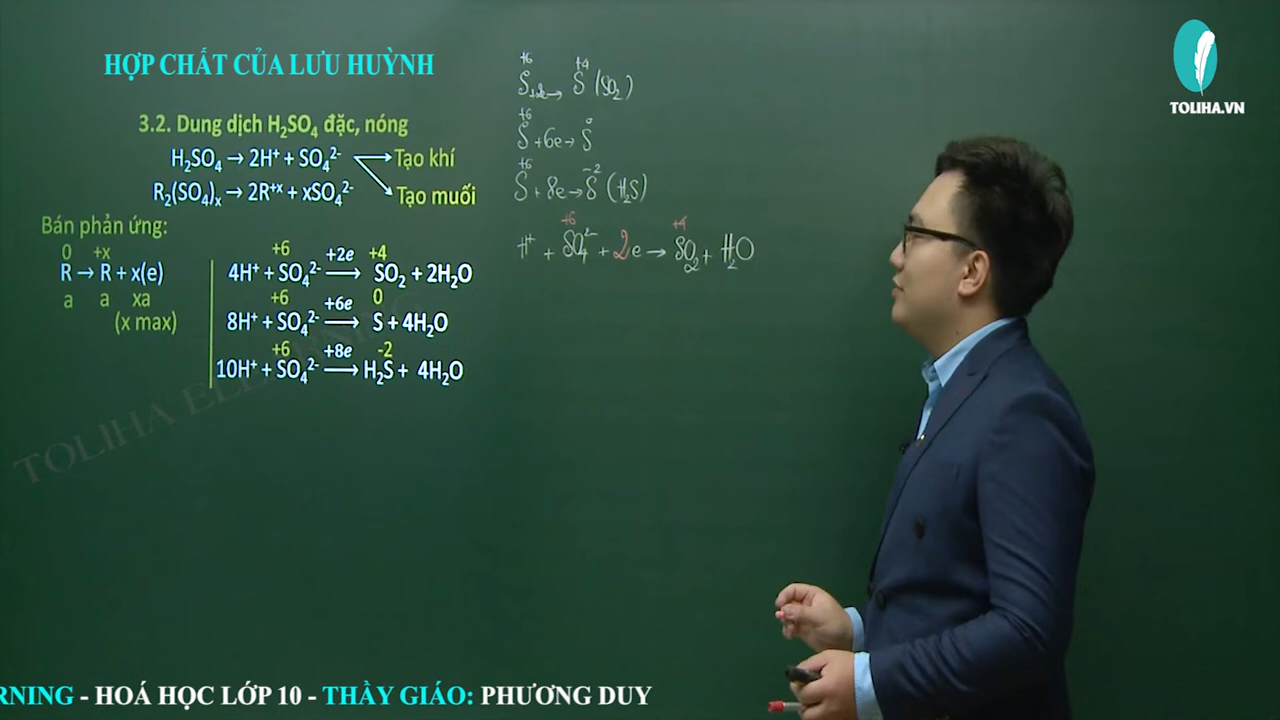 HỢP CHẤT CỦA LƯU HUỲNH
TOLIHA.VN
3.2. Dung dịch H₂SO₄ đặc, nóng
H₂SO₄ → 2H⁺ + SO₄²⁻ → Tạo khí
R₂(SO₄)ₓ → 2R⁺ˣ + xSO₄²⁻ Tạo muối
Bán phản ứng:
0 +x
R → R + x(e)
a a xa
(x max)
+6 +2e +4
4H⁺ + SO₄²⁻ → SO₂ + 2H₂O
+6 +6e 0
8H⁺ + SO₄²⁻ → S + 4H₂O
+6 +8e -2
10H⁺ + SO₄²⁻ → H₂S + 4H₂O
+6 +4
S +2e → S (SO₂)
+6 0
S + 6e → S
+6 -2
S + 8e → S (H₂S)
+6 +4
H⁺ + SO₄²⁻ + 2e → SO₂ + H₂O
TOLIHA E
RNING - HOÁ HỌC LỚP 10 - THẦY GIÁO: PHƯƠNG DUY